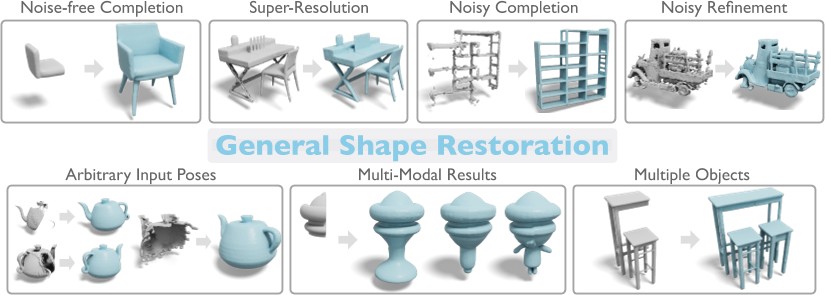 Noise-free Completion
Super-Resolution
Noisy Completion
Noisy Refinement
General Shape Restoration
Arbitrary Input Poses
Multi-Modal Results
Multiple Objects